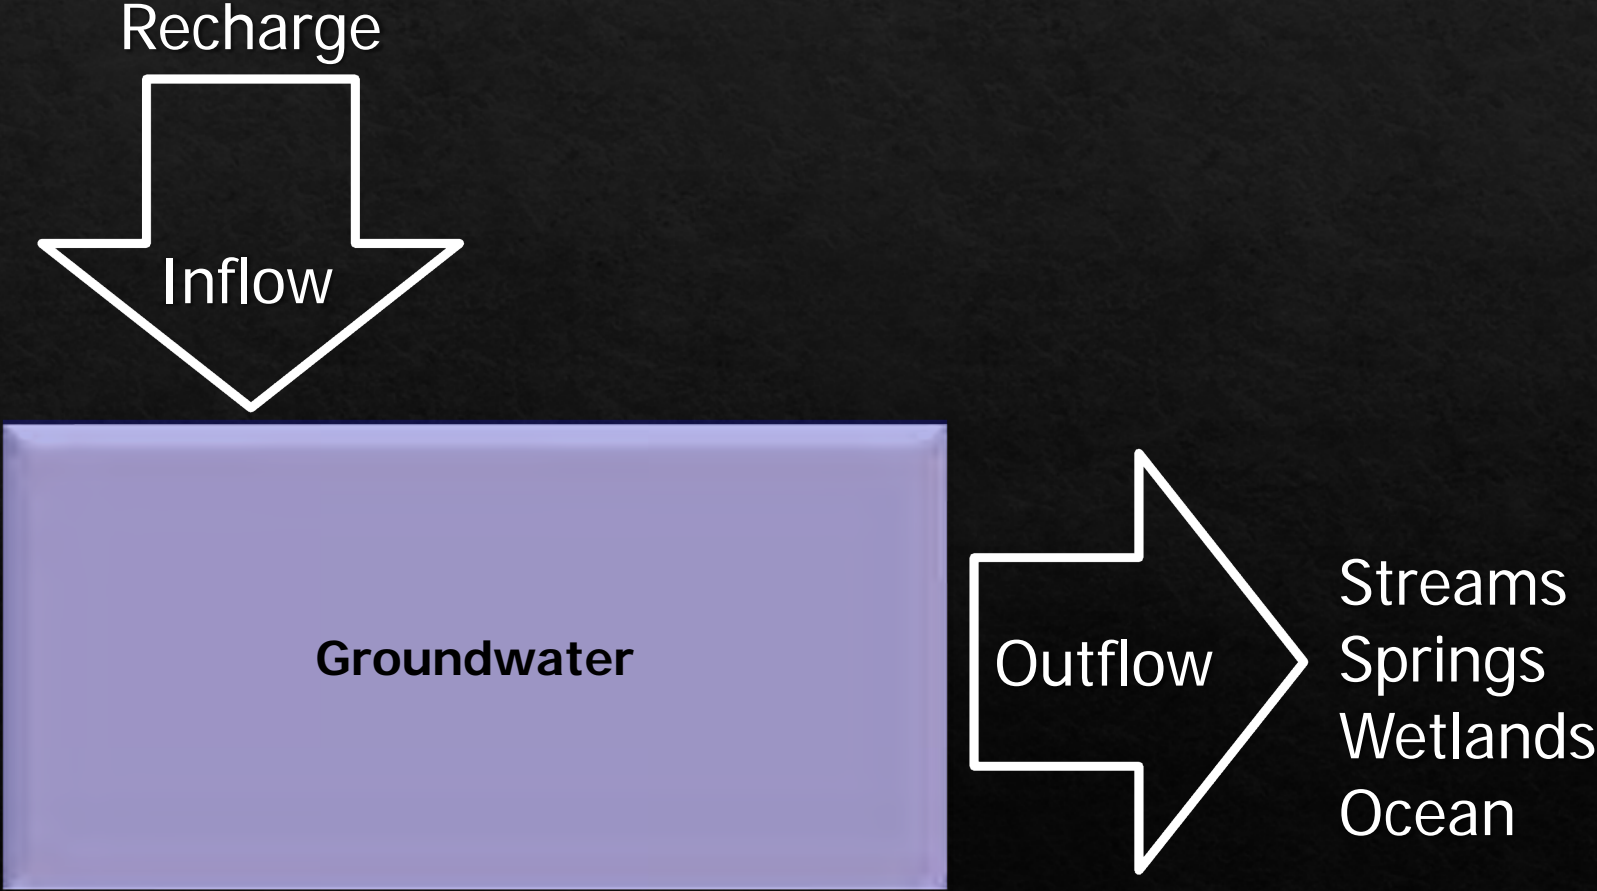 Recharge
Inflow
Groundwater
Outflow
Streams
Springs
Wetlands
Ocean